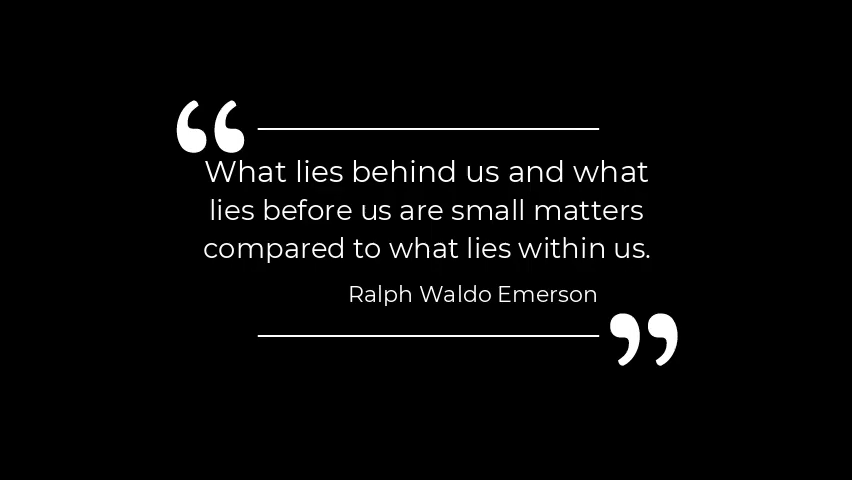 “
What lies behind us and what
lies before us are small matters
compared to what lies within us.
Ralph Waldo Emerson
”